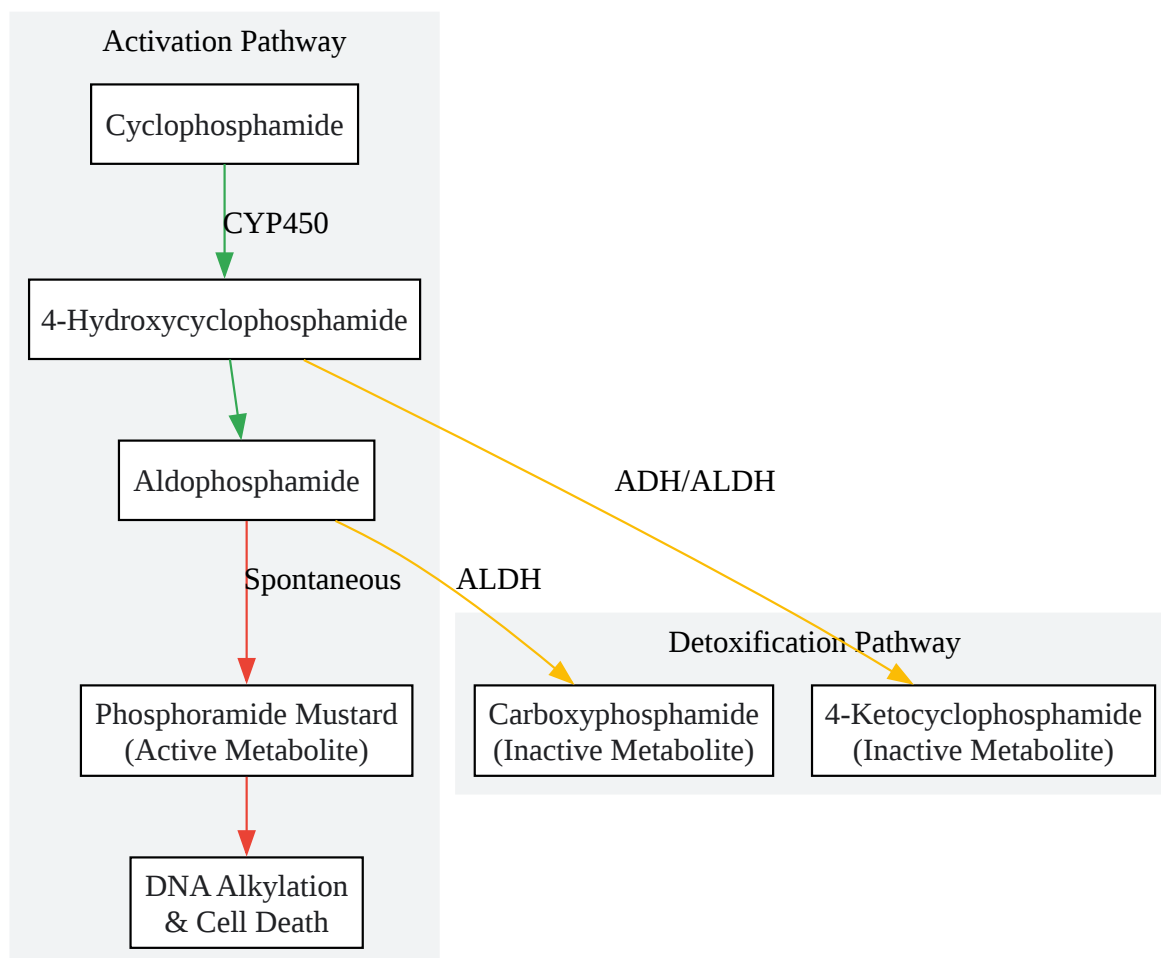 Activation Pathway
Cyclophosphamide
CYP450
4-Hydroxycyclophosphamide
Aldophosphamide
ADH/ALDH
Spontaneous
ALDH
Detoxification Pathway
Phosphoramide Mustard
(Active Metabolite)
Carboxyphosphamide
(Inactive Metabolite)
4-Ketocyclophosphamide
(Inactive Metabolite)
DNA Alkylation
& Cell Death